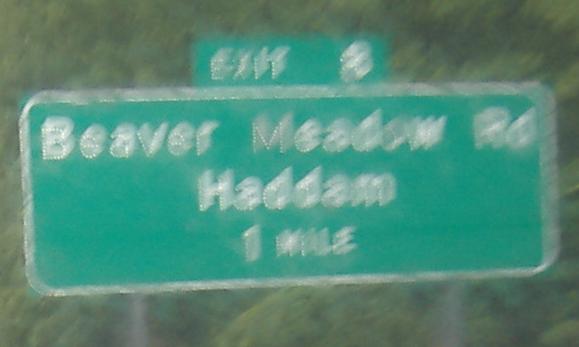 EXIT 8
Beaver Meadow Rd
Haddam
1 MILE